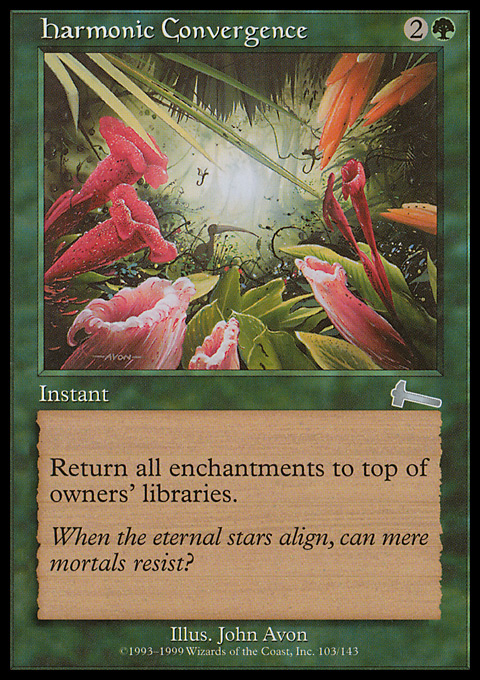 Harmonic Convergence 2
AVON
Instant
Return all enchantments to top of
owners' libraries.
When the eternal stars align, can mere
mortals resist?
Illus. John Avon
©1993–1999 Wizards of the Coast, Inc. 103/143